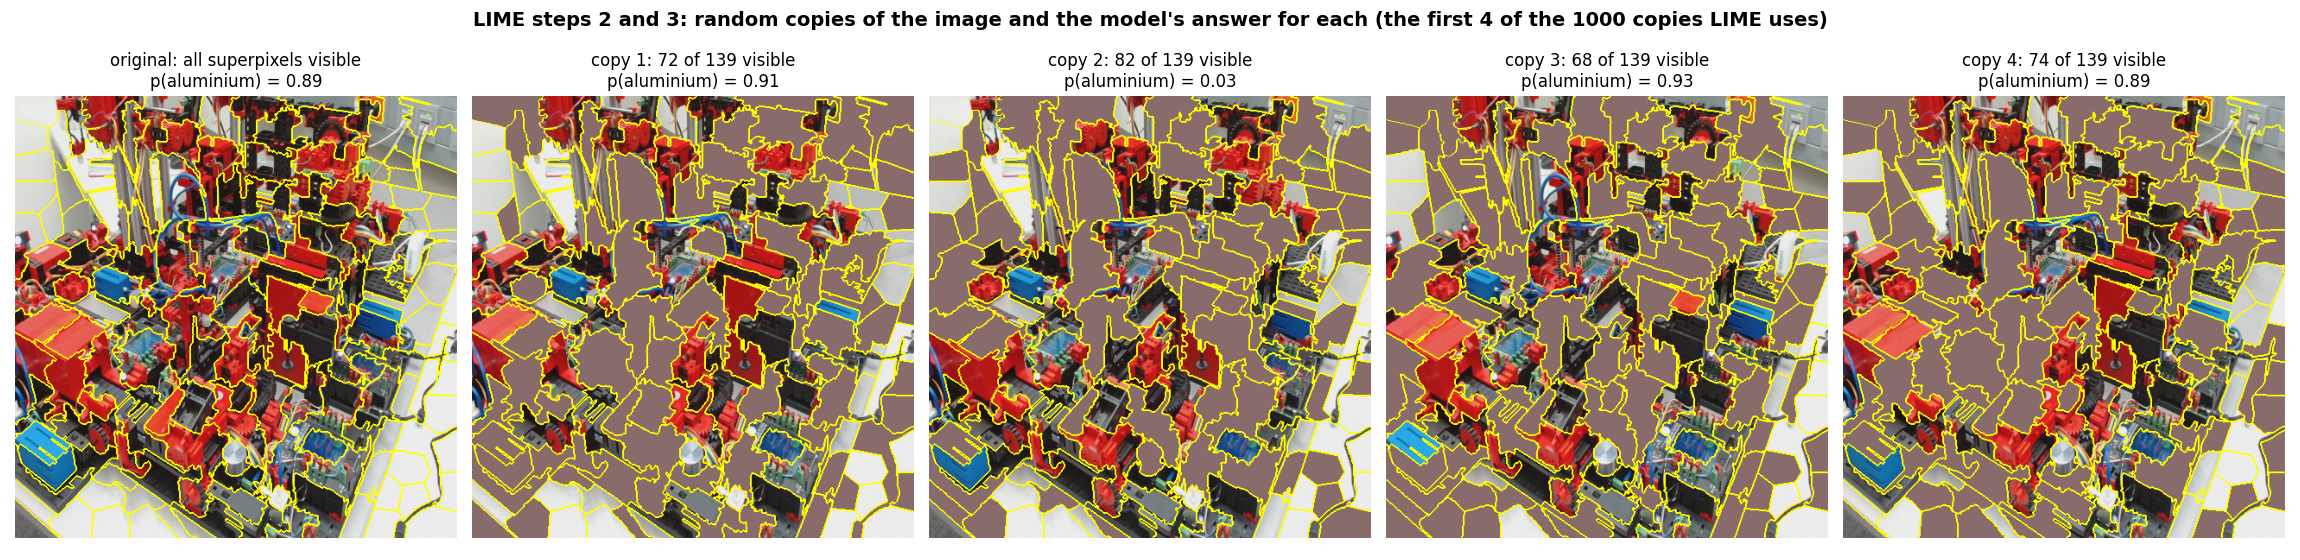 LIME steps 2 and 3: random copies of the image and the model's answer for each (the first 4 of the 1000 copies LIME uses)
original: all superpixels visible
p(aluminium) = 0.89
copy 1: 72 of 139 visible
p(aluminium) = 0.91
copy 2: 82 of 139 visible
p(aluminium) = 0.03
copy 3: 68 of 139 visible
p(aluminium) = 0.93
copy 4: 74 of 139 visible
p(aluminium) = 0.89